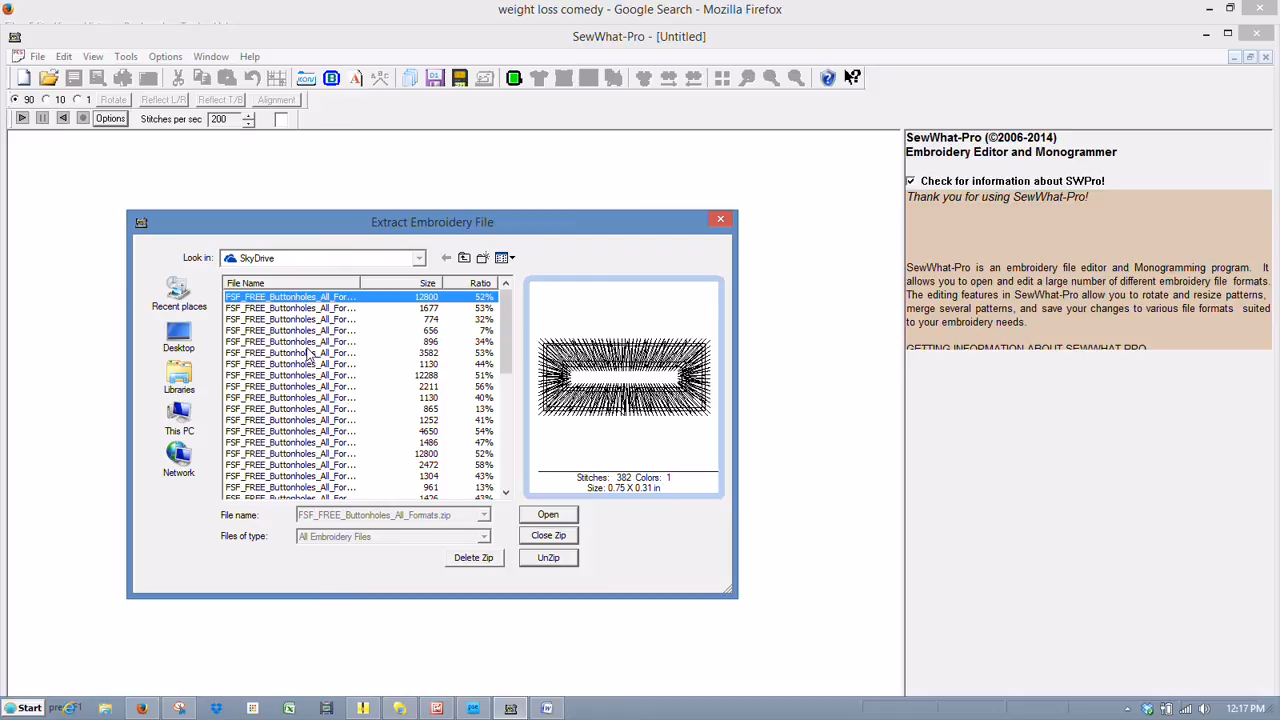 weight loss comedy - Google Search - Mozilla Firefox
SewWhat-Pro - [Untitled]
File Edit View Tools Options Window Help
90 10 1 Rotate Reflect L/R Reflect T/B Alignment
Options Stitches per sec 200
SewWhat-Pro (©2006-2014)
Embroidery Editor and Monogrammer
Check for information about SWPro!
Thank you for using SewWhat-Pro!
SewWhat-Pro is an embroidery file editor and Monogramming program. It
allows you to open and edit a large number of different embroidery file formats.
The editing features in SewWhat-Pro allow you to rotate and resize patterns,
merge several patterns, and save your changes to various file formats suited
to your embroidery needs.
GETTING INFORMATION ABOUT SEWWHAT PRO
Extract Embroidery File
Look in: SkyDrive
Recent places
Desktop
Libraries
This PC
Network
File Name Size Ratio
FSF_FREE_Buttonholes_All_For... 12800 52%
FSF_FREE_Buttonholes_All_For... 1677 53%
FSF_FREE_Buttonholes_All_For... 774 32%
FSF_FREE_Buttonholes_All_For... 656 7%
FSF_FREE_Buttonholes_All_For... 896 34%
FSF_FREE_Buttonholes_All_For... 3582 53%
FSF_FREE_Buttonholes_All_For... 1130 44%
FSF_FREE_Buttonholes_All_For... 12288 51%
FSF_FREE_Buttonholes_All_For... 2211 56%
FSF_FREE_Buttonholes_All_For... 1130 40%
FSF_FREE_Buttonholes_All_For... 865 13%
FSF_FREE_Buttonholes_All_For... 1252 41%
FSF_FREE_Buttonholes_All_For... 4650 54%
FSF_FREE_Buttonholes_All_For... 1486 47%
FSF_FREE_Buttonholes_All_For... 12800 52%
FSF_FREE_Buttonholes_All_For... 2472 58%
FSF_FREE_Buttonholes_All_For... 1304 43%
FSF_FREE_Buttonholes_All_For... 961 13%
FSF_FREE_Buttonholes_All_For... 1426 43%
Stitches: 382 Colors: 1
Size: 0.75 X 0.31 in
File name: FSF_FREE_Buttonholes_All_Formats.zip Open
Files of type: All Embroidery Files Close Zip
Delete Zip UnZip
Start 12:17 PM